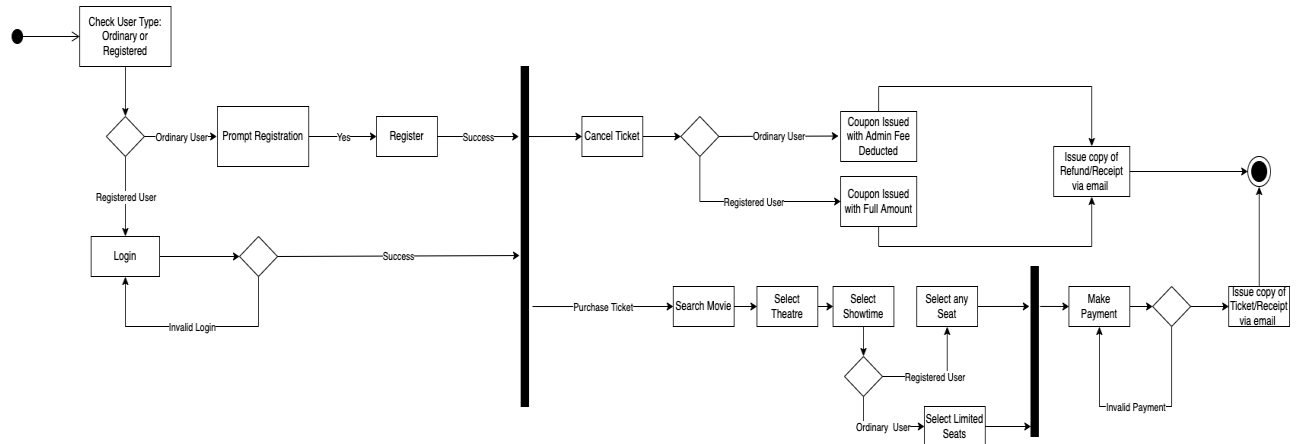 Check User Type:
Ordinary or
Registered
Ordinary User
Prompt Registration
Yes
Register
Success
Registered User
Login
Success
Invalid Login
Cancel Ticket
Ordinary User
Coupon Issued
with Admin Fee
Deducted
Registered User
Coupon Issued
with Full Amount
Issue copy of
Refund/Receipt
via email
Purchase Ticket
Search Movie
Select
Theatre
Select
Showtime
Select any
Seat
Registered User
Ordinary User
Select Limited
Seats
Make
Payment
Invalid Payment
Issue copy of
Ticket/Receipt
via email